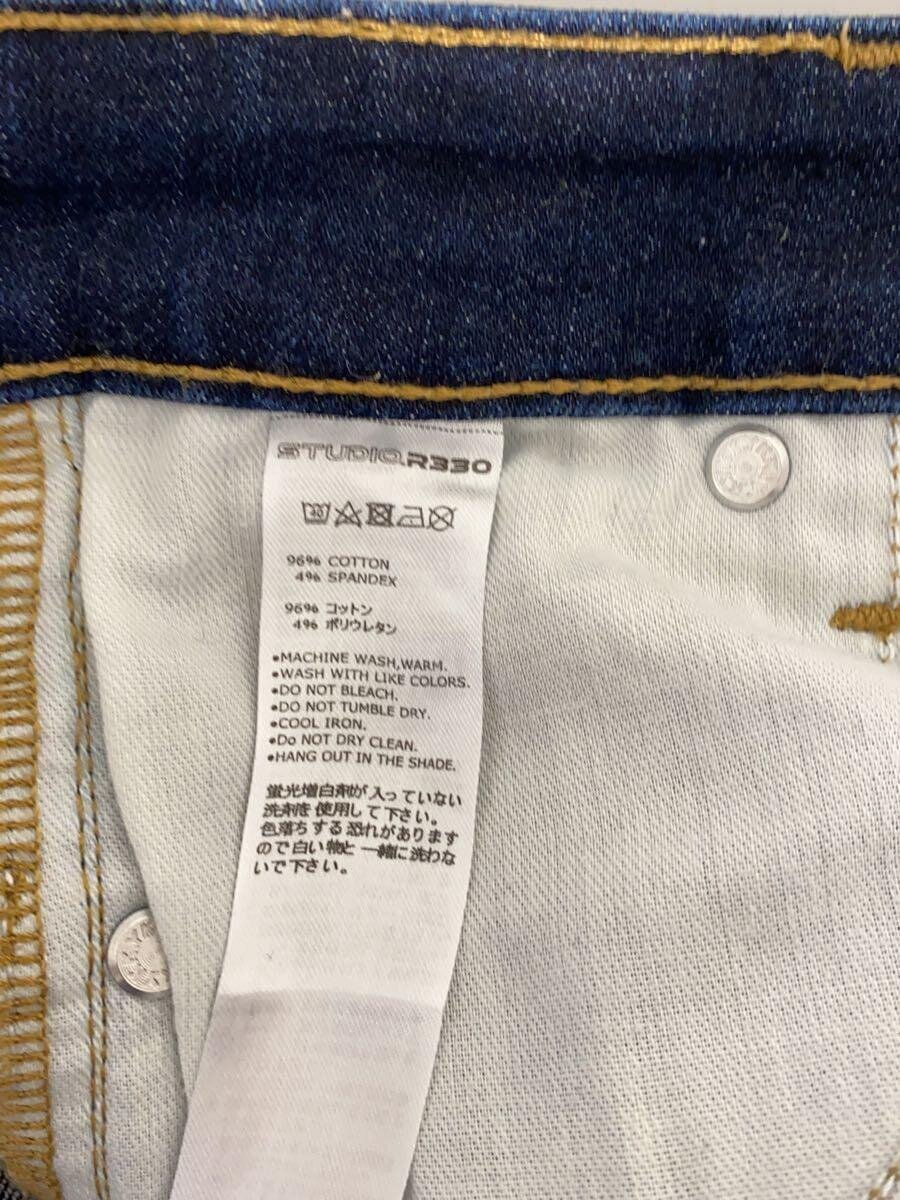 STUDIO.R330
96% COTTON
4% SPANDEX
96% コットン
4% ポリウレタン
•MACHINE WASH,WARM.
•WASH WITH LIKE COLORS.
•DO NOT BLEACH.
•DO NOT TUMBLE DRY.
•COOL IRON.
•Do NOT DRY CLEAN.
•HANG OUT IN THE SHADE.
蛍光増白剤が入っていない
洗剤を使用して下さい。
色落ちする恐れがあります
ので白い物と一緒に洗わな
いで下さい。